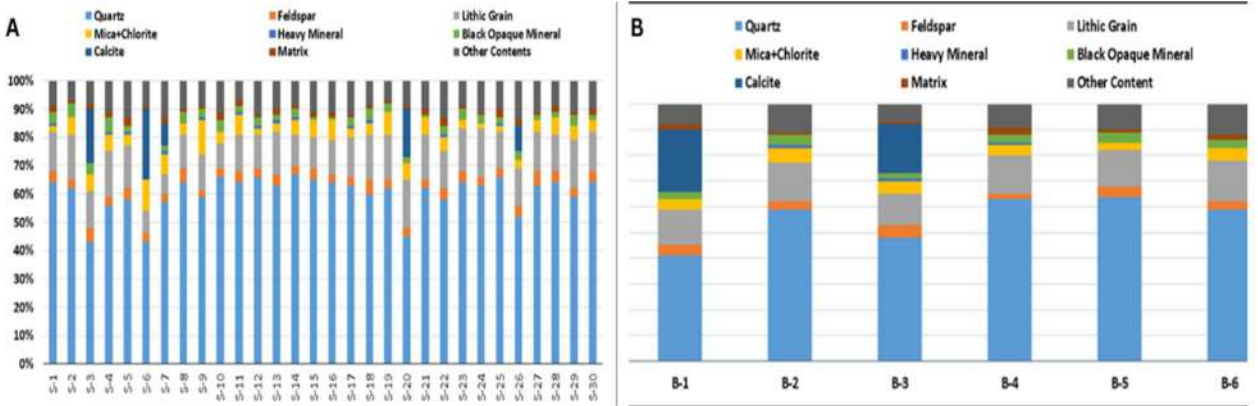 A
Quartz Feldspar Lithic Grain
Mica+Chlorite Heavy Mineral Black Opaque Mineral
Calcite Matrix Other Contents
100%
90%
80%
70%
60%
50%
40%
30%
20%
10%
0%
S-1 S-2 S-3 S-4 S-5 S-6 S-7 S-8 S-9 S-10 S-11 S-12 S-13 S-14 S-15 S-16 S-17 S-18 S-19 S-20 S-21 S-22 S-23 S-24 S-25 S-26 S-27 S-28 S-29 S-30
B
Quartz Feldspar Lithic Grain
Mica+Chlorite Heavy Mineral Black Opaque Mineral
Calcite Matrix Other Content
B-1 B-2 B-3 B-4 B-5 B-6